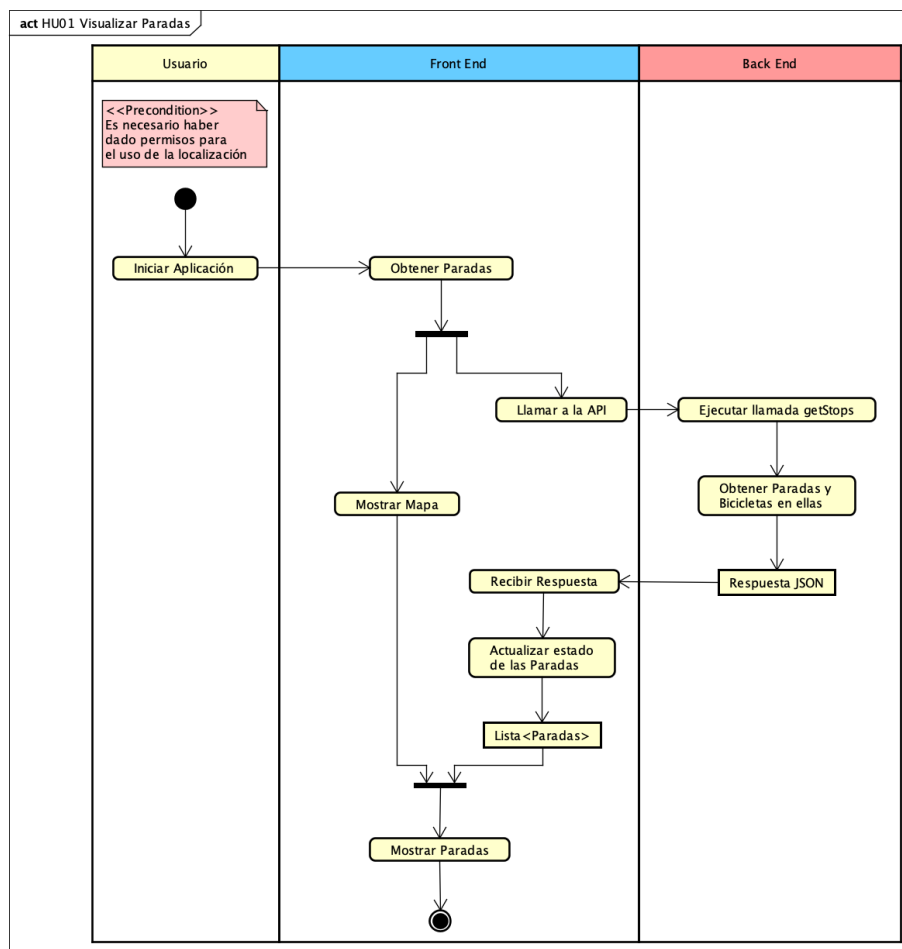 act HU01 Visualizar Paradas
Usuario
Front End
Back End
<<Precondition>>
Es necesario haber
dado permisos para
el uso de la localización
Iniciar Aplicación
Obtener Paradas
Llamar a la API
Ejecutar llamada getStops
Obtener Paradas y
Bicicletas en ellas
Mostrar Mapa
Respuesta JSON
Recibir Respuesta
Actualizar estado
de las Paradas
Lista<Paradas>
Mostrar Paradas